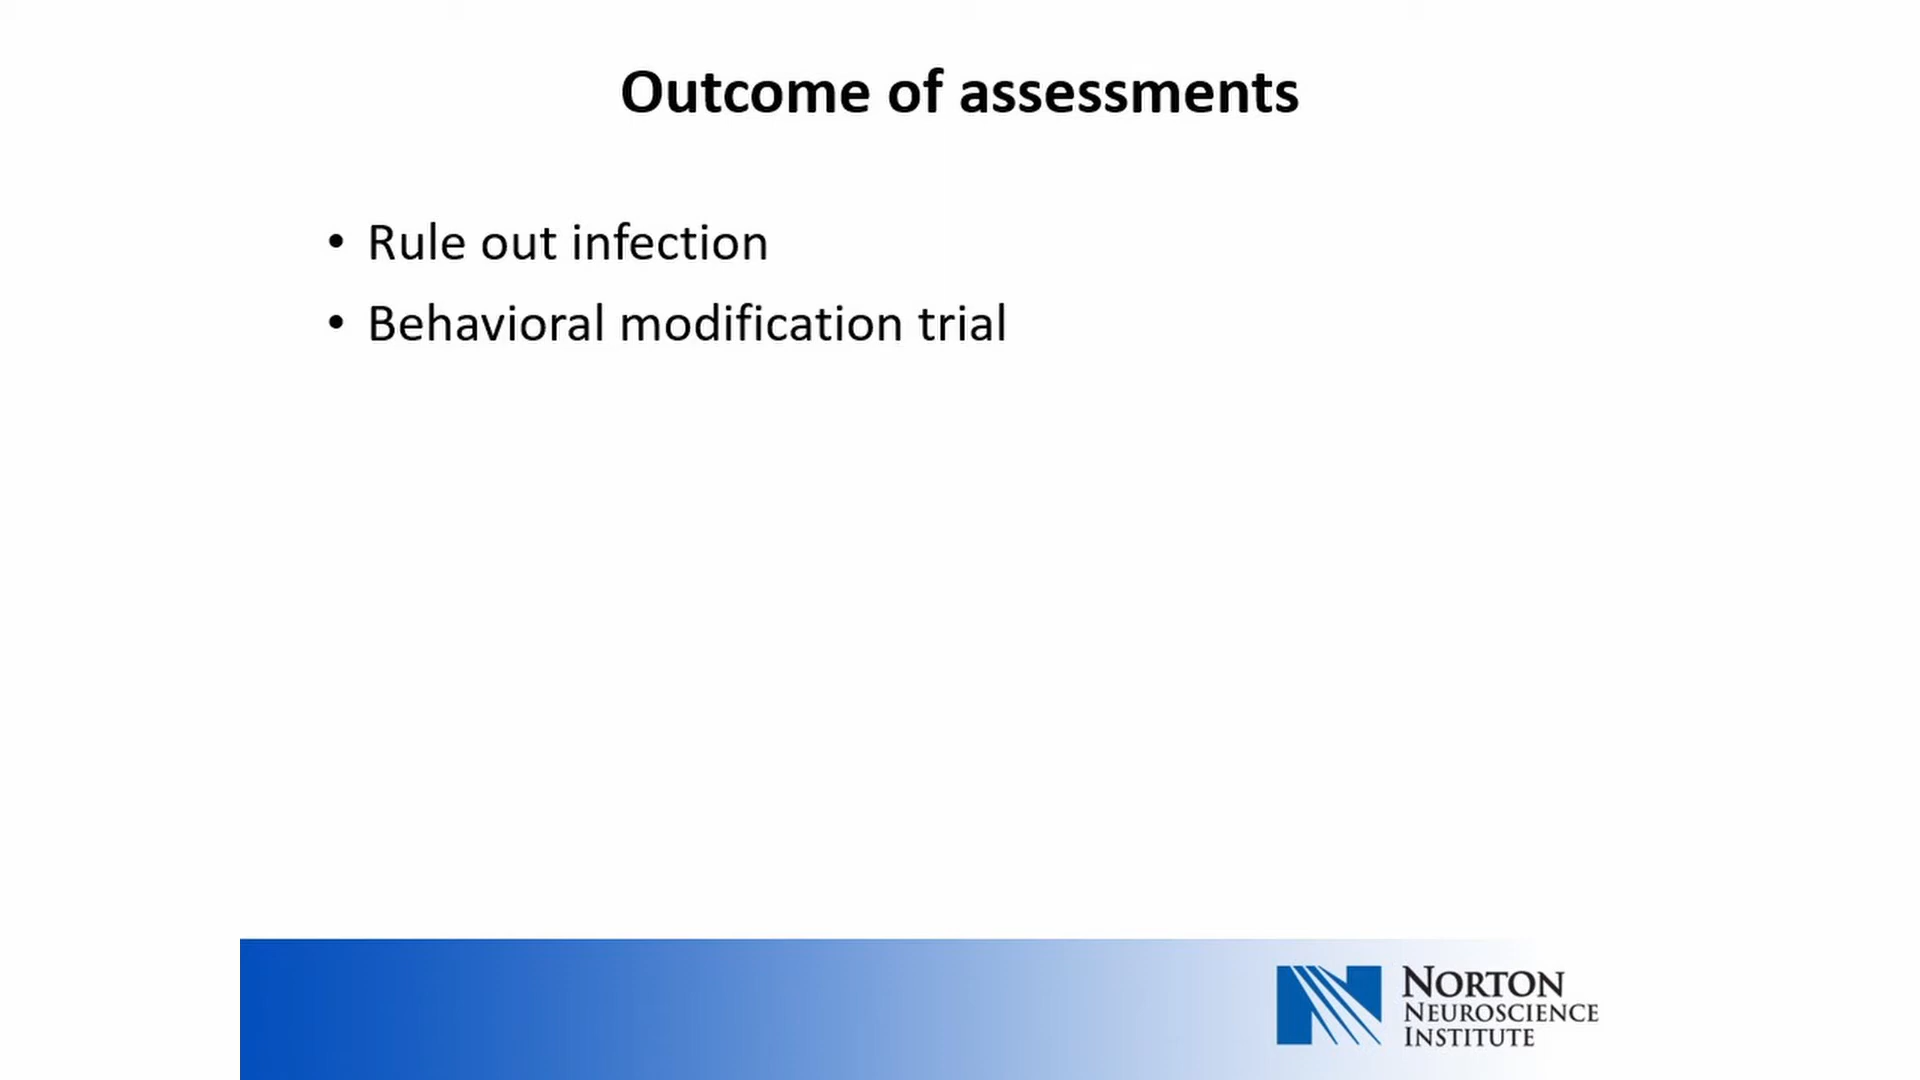 Outcome of assessments
• Rule out infection
• Behavioral modification trial
NORTON
NEUROSCIENCE
INSTITUTE